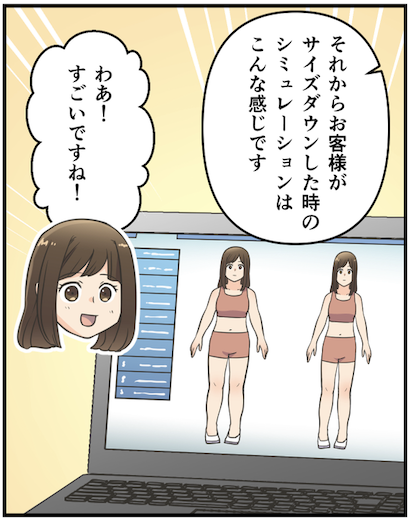 それからお客様が
サイズダウンした時の
シミュレーションは
こんな感じです
わあ！
すごいですね！